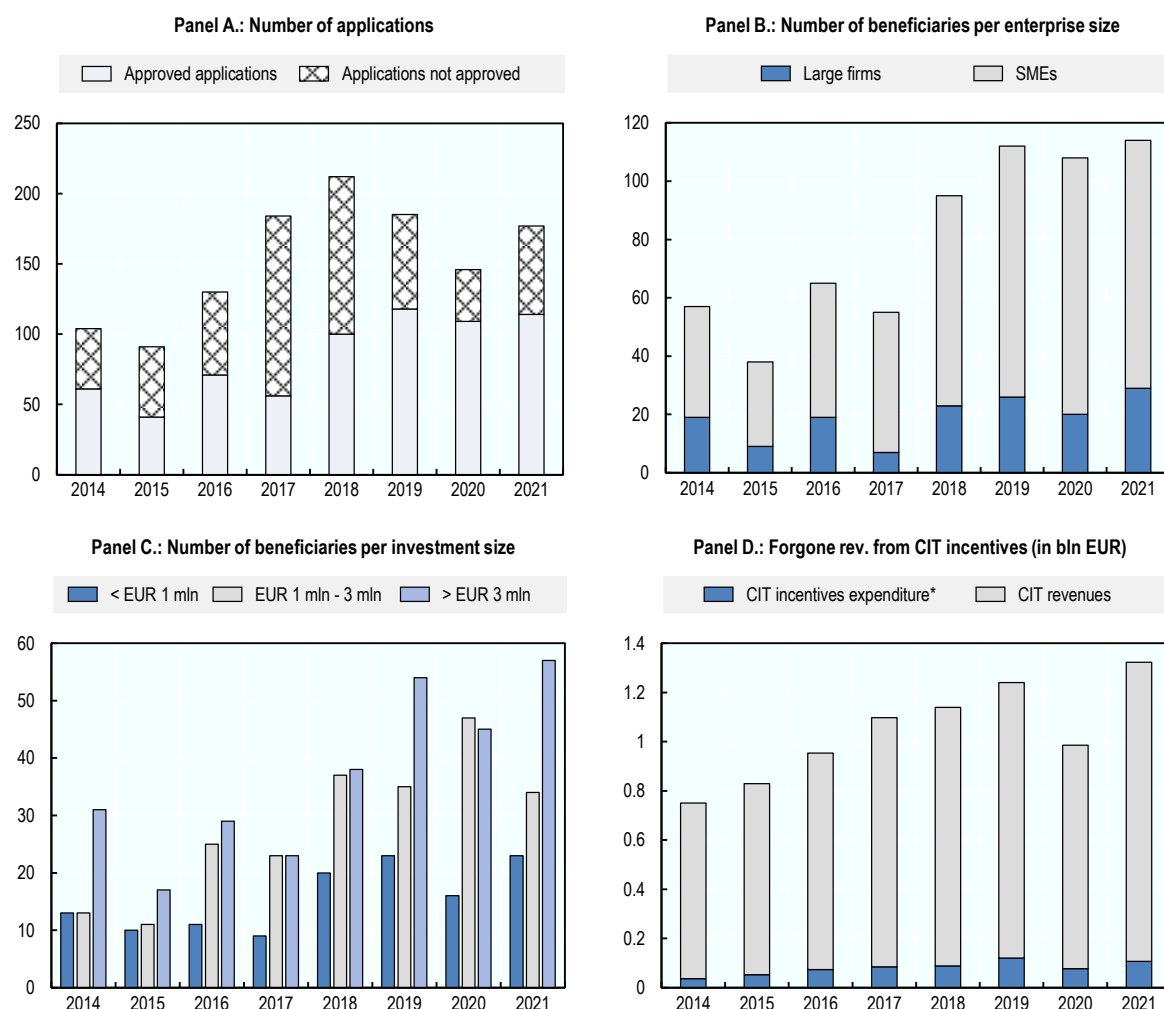 Panel A.: Number of applications
Approved applications Applications not approved
250
200
150
100
50
0
2014 2015 2016 2017 2018 2019 2020 2021
Panel B.: Number of beneficiaries per enterprise size
Large firms SMEs
120
100
80
60
40
20
0
2014 2015 2016 2017 2018 2019 2020 2021
Panel C.: Number of beneficiaries per investment size
< EUR 1 mln EUR 1 mln - 3 mln > EUR 3 mln
60
50
40
30
20
10
0
2014 2015 2016 2017 2018 2019 2020 2021
Panel D.: Forgone rev. from CIT incentives (in bln EUR)
CIT incentives expenditure* CIT revenues
1.4
1.2
1
0.8
0.6
0.4
0.2
0
2014 2015 2016 2017 2018 2019 2020 2021